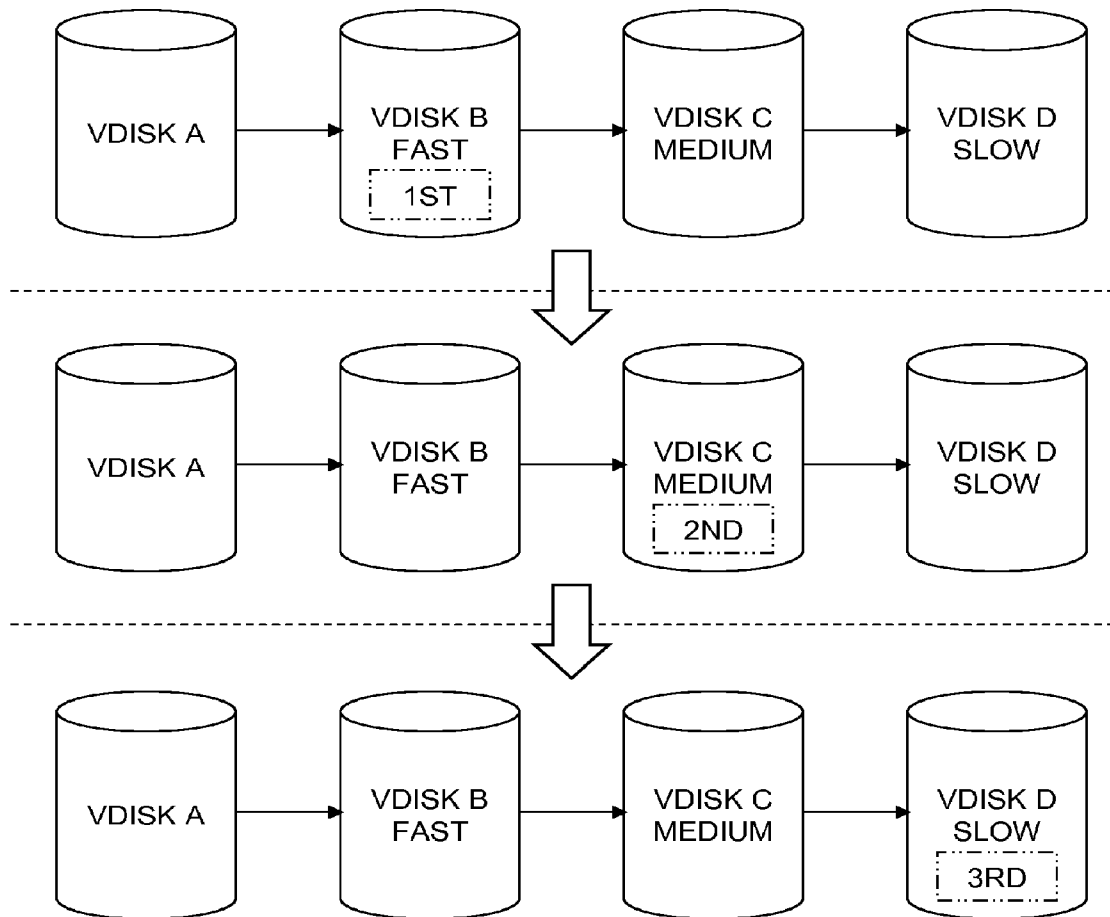 VDISK A
VDISK B
FAST
1ST
VDISK C
MEDIUM
VDISK D
SLOW
VDISK A
VDISK B
FAST
VDISK C
MEDIUM
2ND
VDISK D
SLOW
VDISK A
VDISK B
FAST
VDISK C
MEDIUM
VDISK D
SLOW
3RD